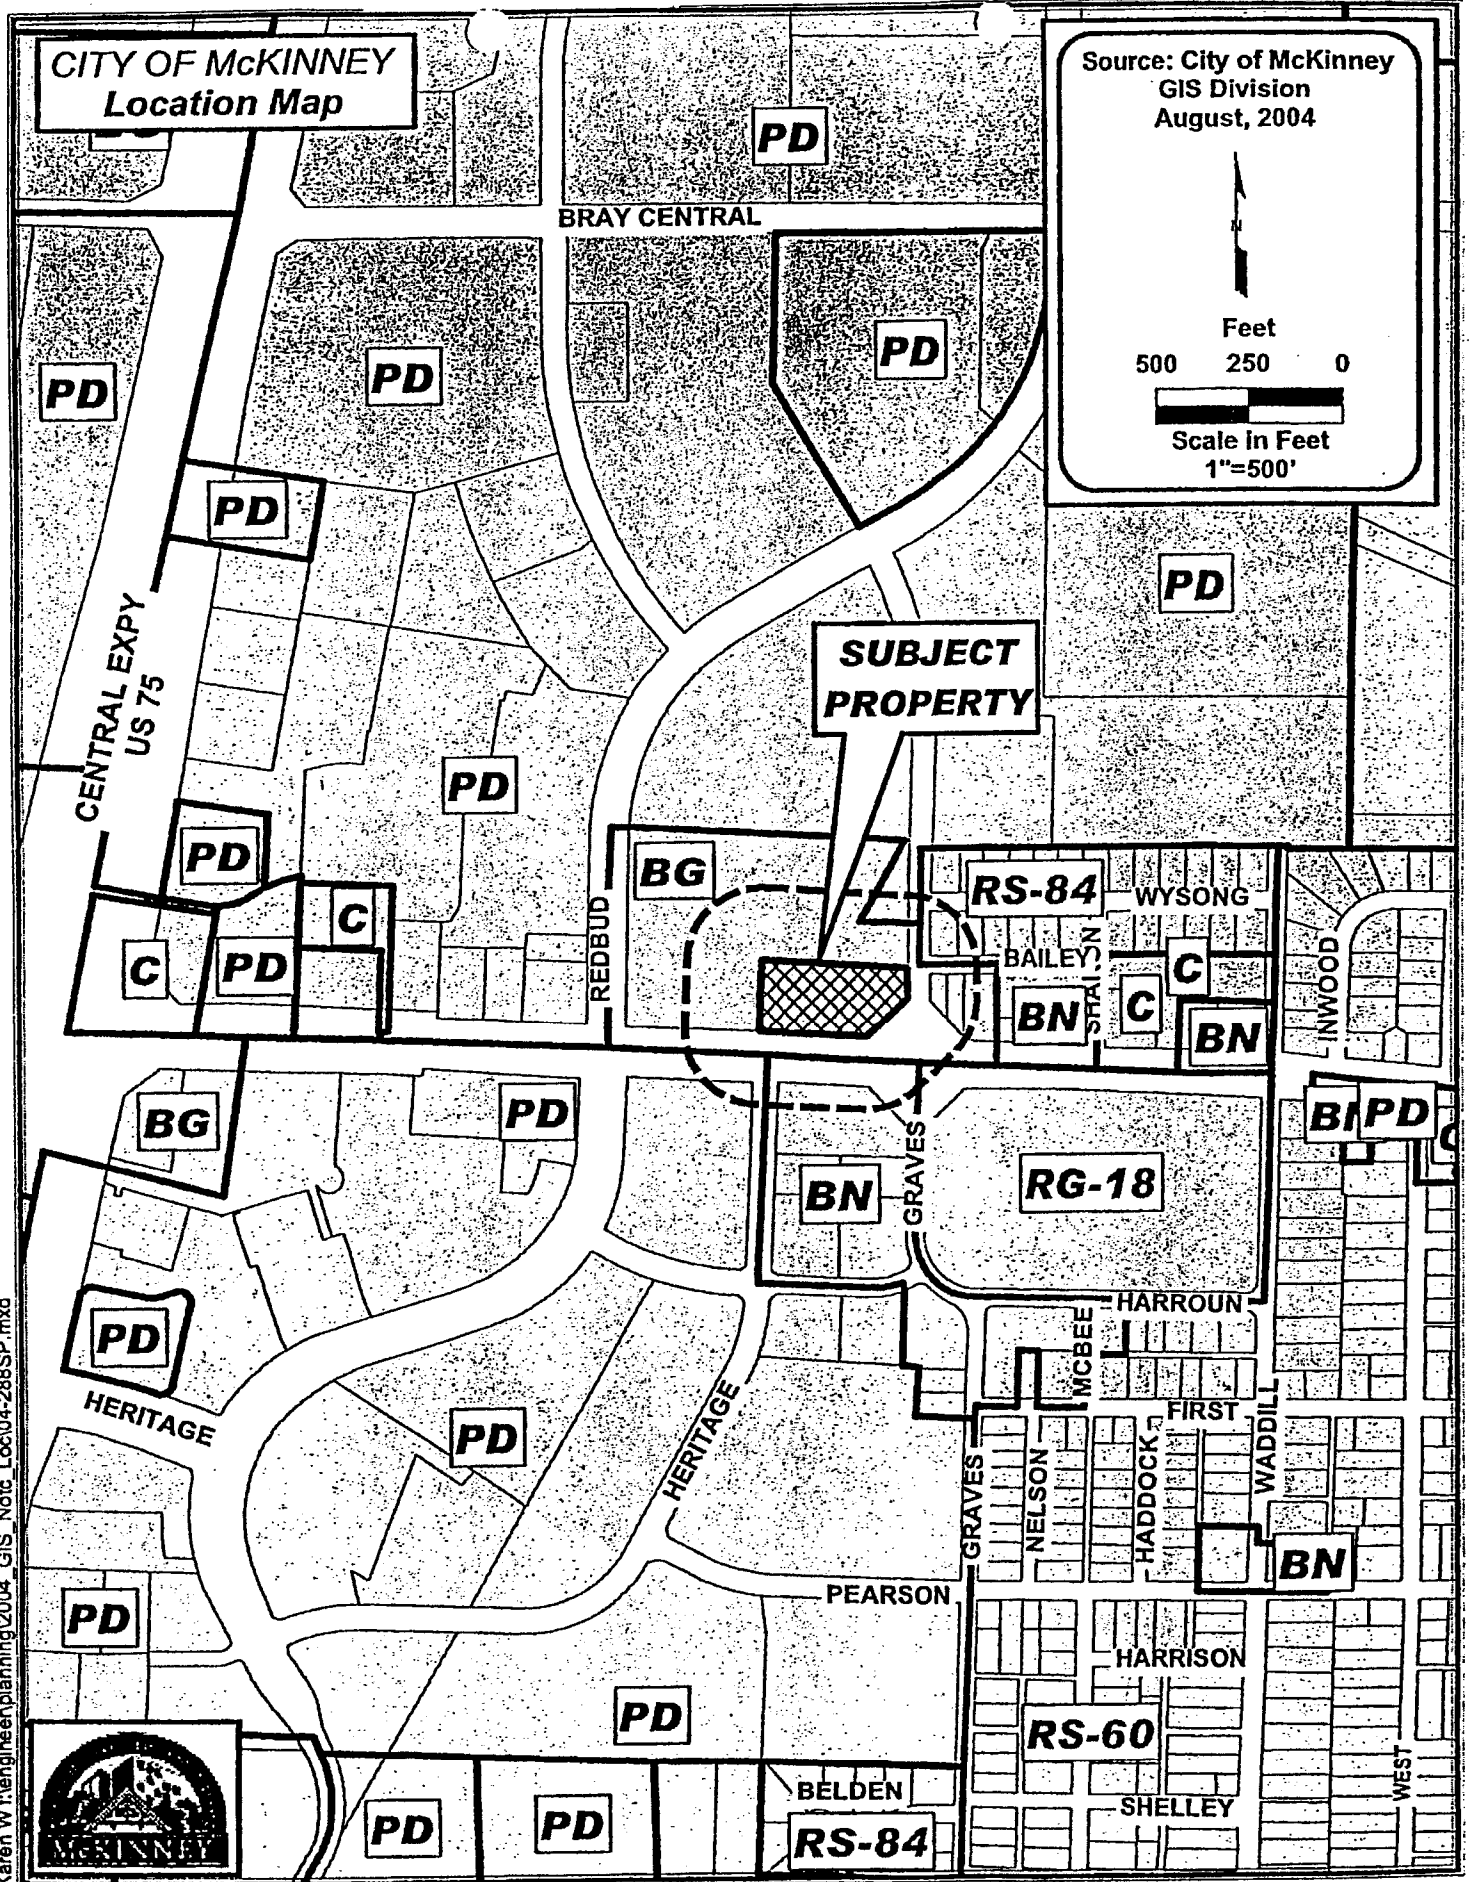 CITY OF McKINNEY
Location Map
Source: City of McKinney
GIS Division
August, 2004
N
Feet
500 250 0
Scale in Feet
1"=500'
PD
BRAY CENTRAL
PD
PD
PD
PD
PD
CENTRAL EXPY
US 75
SUBJECT
PROPERTY
PD
PD
BG
RS-84
WYSONG
C
REDBUD
BAILEY
C
INWOOD
C
PD
BN
C
BN
BG
PD
PD
C
BN
GRAVES
RG-18
HARROUN
PD
MCBEE
HERITAGE
FIRST
PD
HERITAGE
WADDILL
GRAVES
NELSON
HADDOCK
BN
PD
PEARSON
HARRISON
PD
RS-60
WEST
BELDEN
SHELLEY
PD
PD
RS-84
McKINNEY